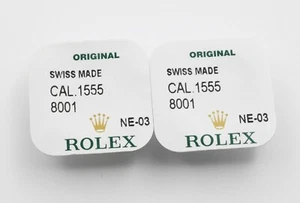 ORIGINAL
SWISS MADE
CAL.1555
8001
NE-03
ROLEX
ORIGINAL
SWISS MADE
CAL.1555
8001
NE-03
ROLEX